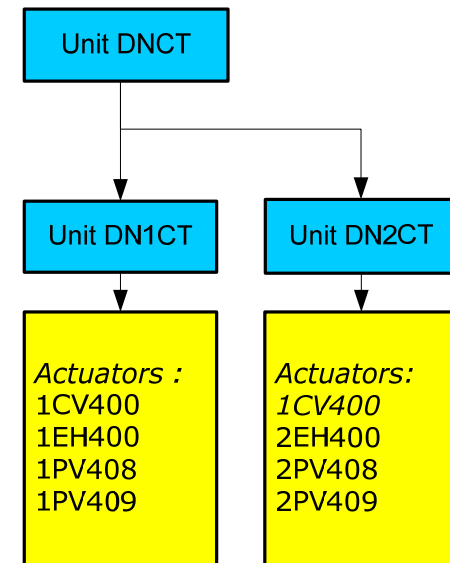 Unit DNCT
Unit DN1CT
Unit DN2CT
Actuators :
1CV400
1EH400
1PV408
1PV409
Actuators:
1CV400
2EH400
2PV408
2PV409